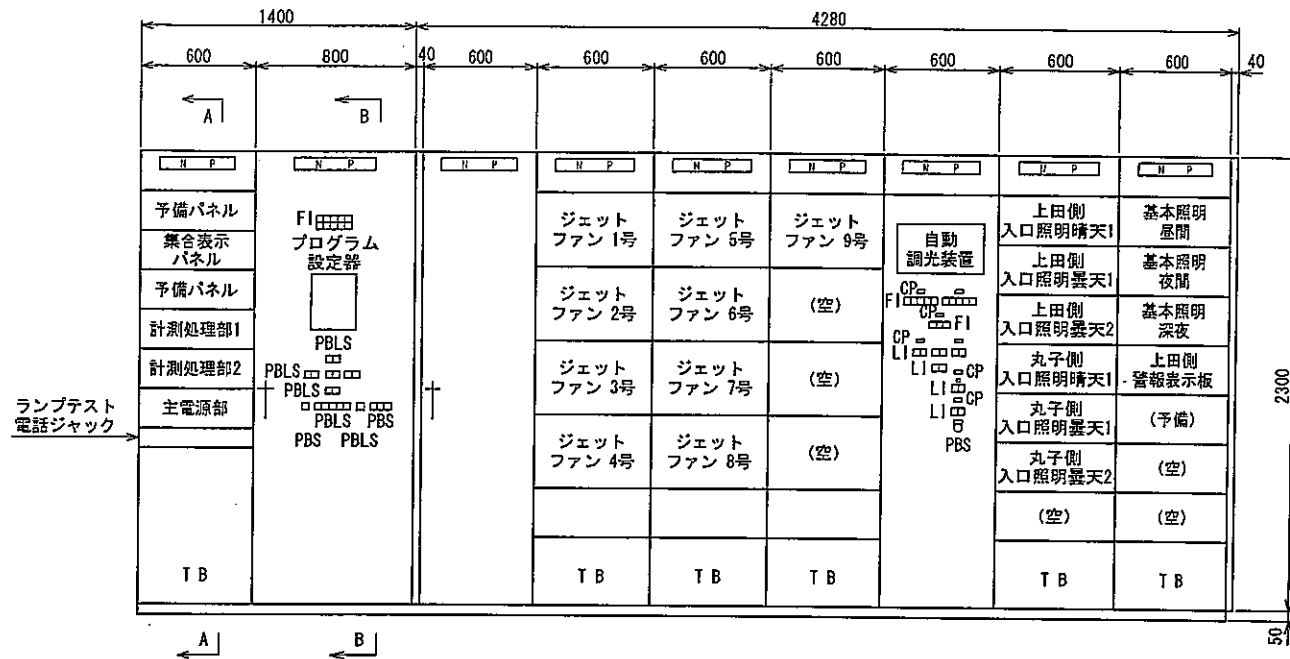 1400
4280
600
800
40
600
600
600
600
600
600
600
40
A
B
N P
N P
N P
N P
N P
N P
N P
N P
N P
予備パネル
集合表示
パネル
予備パネル
計測処理部1
計測処理部2
主電源部
T B
ランプテスト
電話ジャック
FI
プログラム
設定器
PBLS
PBLS
PBLS
PBLS PBS
PBS PBLS
ジェット
ファン 1号
ジェット
ファン 2号
ジェット
ファン 3号
ジェット
ファン 4号
T B
ジェット
ファン 5号
ジェット
ファン 6号
ジェット
ファン 7号
ジェット
ファン 8号
T B
ジェット
ファン 9号
(空)
(空)
(空)
T B
自動
調光装置
CP
FI
CP
FI
CP
LI
LI
CP
LI
CP
LI
PBS
上田側
入口照明晴天1
上田側
入口照明曇天1
上田側
入口照明曇天2
丸子側
入口照明晴天1
丸子側
入口照明曇天1
丸子側
入口照明曇天2
(空)
T B
基本照明
昼間
基本照明
夜間
基本照明
深夜
上田側
警報表示板
(予備)
(空)
(空)
T B
2300
50
A
B